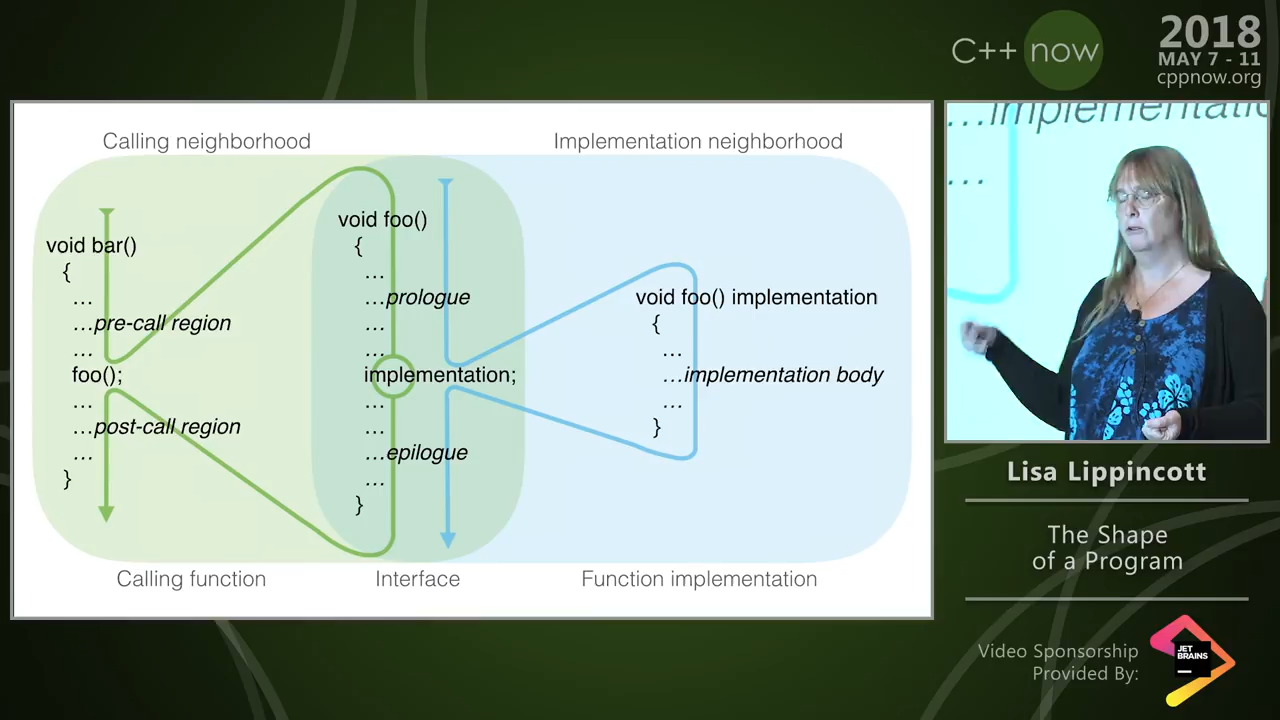 C++ now
2018
MAY 7 - 11
cppnow.org
Calling neighborhood
Implementation neighborhood
void bar()
{
…
…pre-call region
…
foo();
…
…post-call region
…
}
void foo()
{
…
…prologue
…
…
implementation;
…
…
…epilogue
…
}
void foo() implementation
{
…
…implementation body
…
}
Calling function
Interface
Function implementation
…implementatio
…
Lisa Lippincott
The Shape
of a Program
Video Sponsorship
Provided By:
JET
BRAINS